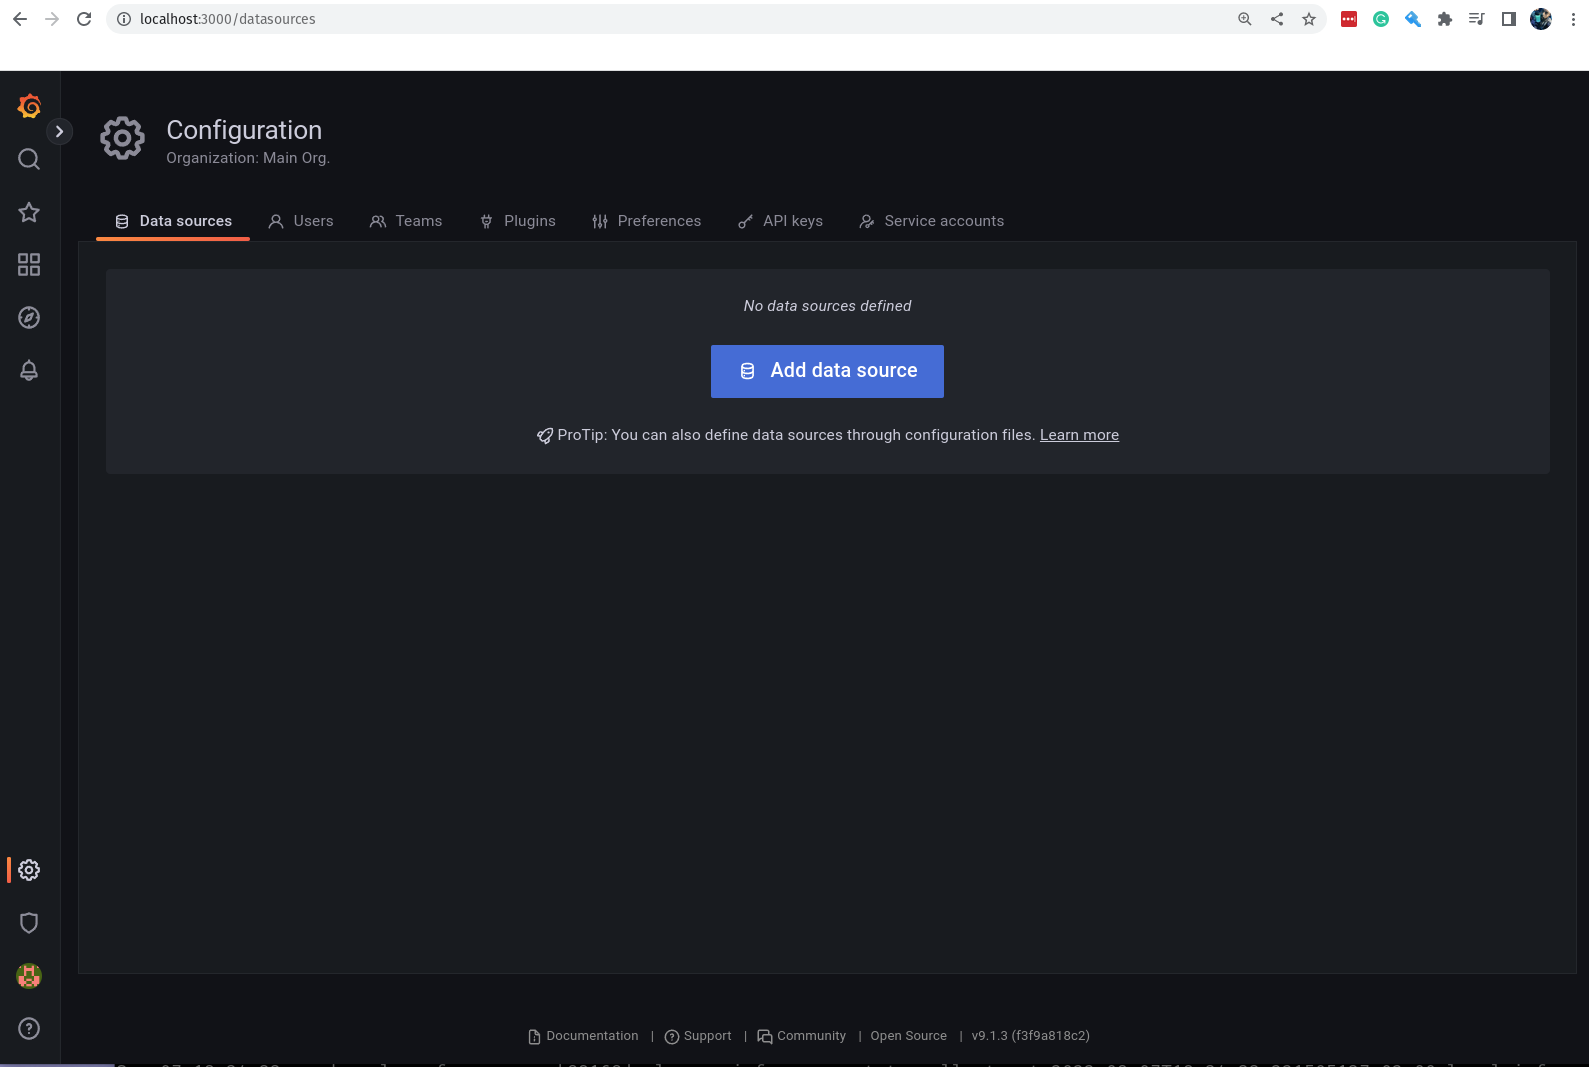 localhost:3000/datasources
Configuration
Organization: Main Org.
Data sources
Users
Teams
Plugins
Preferences
API keys
Service accounts
No data sources defined
Add data source
ProTip: You can also define data sources through configuration files. Learn more
Documentation | Support | Community | Open Source | v9.1.3 (f3f9a818c2)